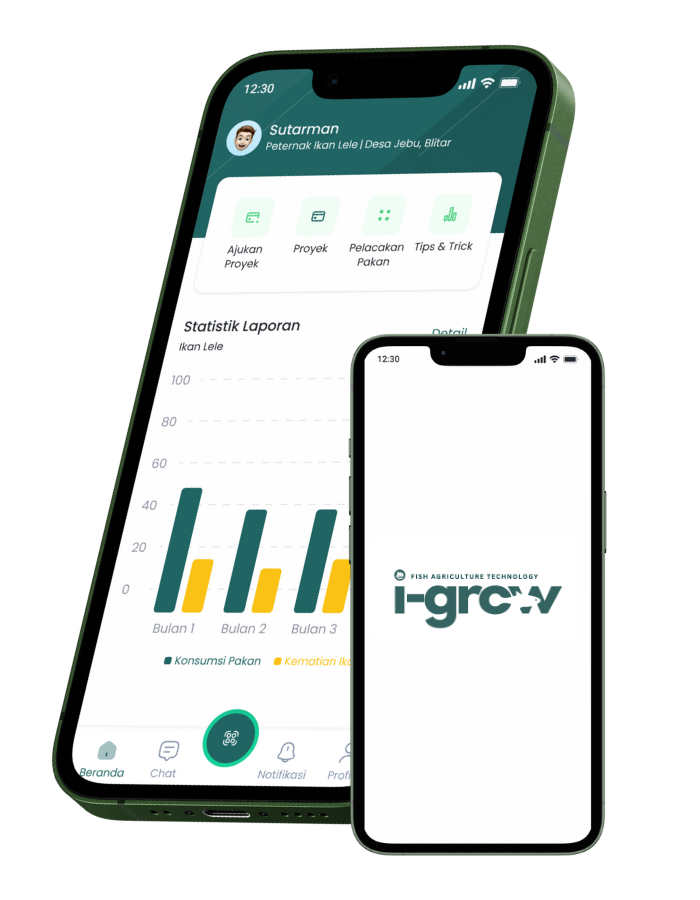 12:30
Sutarman
Peternak Ikan Lele | Desa Jebu, Blitar
Ajukan Proyek
Proyek
Pelacakan Pakan
Tips & Trick
Statistik Laporan
Detail
Ikan Lele
100
80
60
40
20
0
Bulan 1
Bulan 2
Bulan 3
Konsumsi Pakan
Kematian
Beranda
Chat
Notifikasi
12:30
FISH AGRICULTURE TECHNOLOGY
i-grow